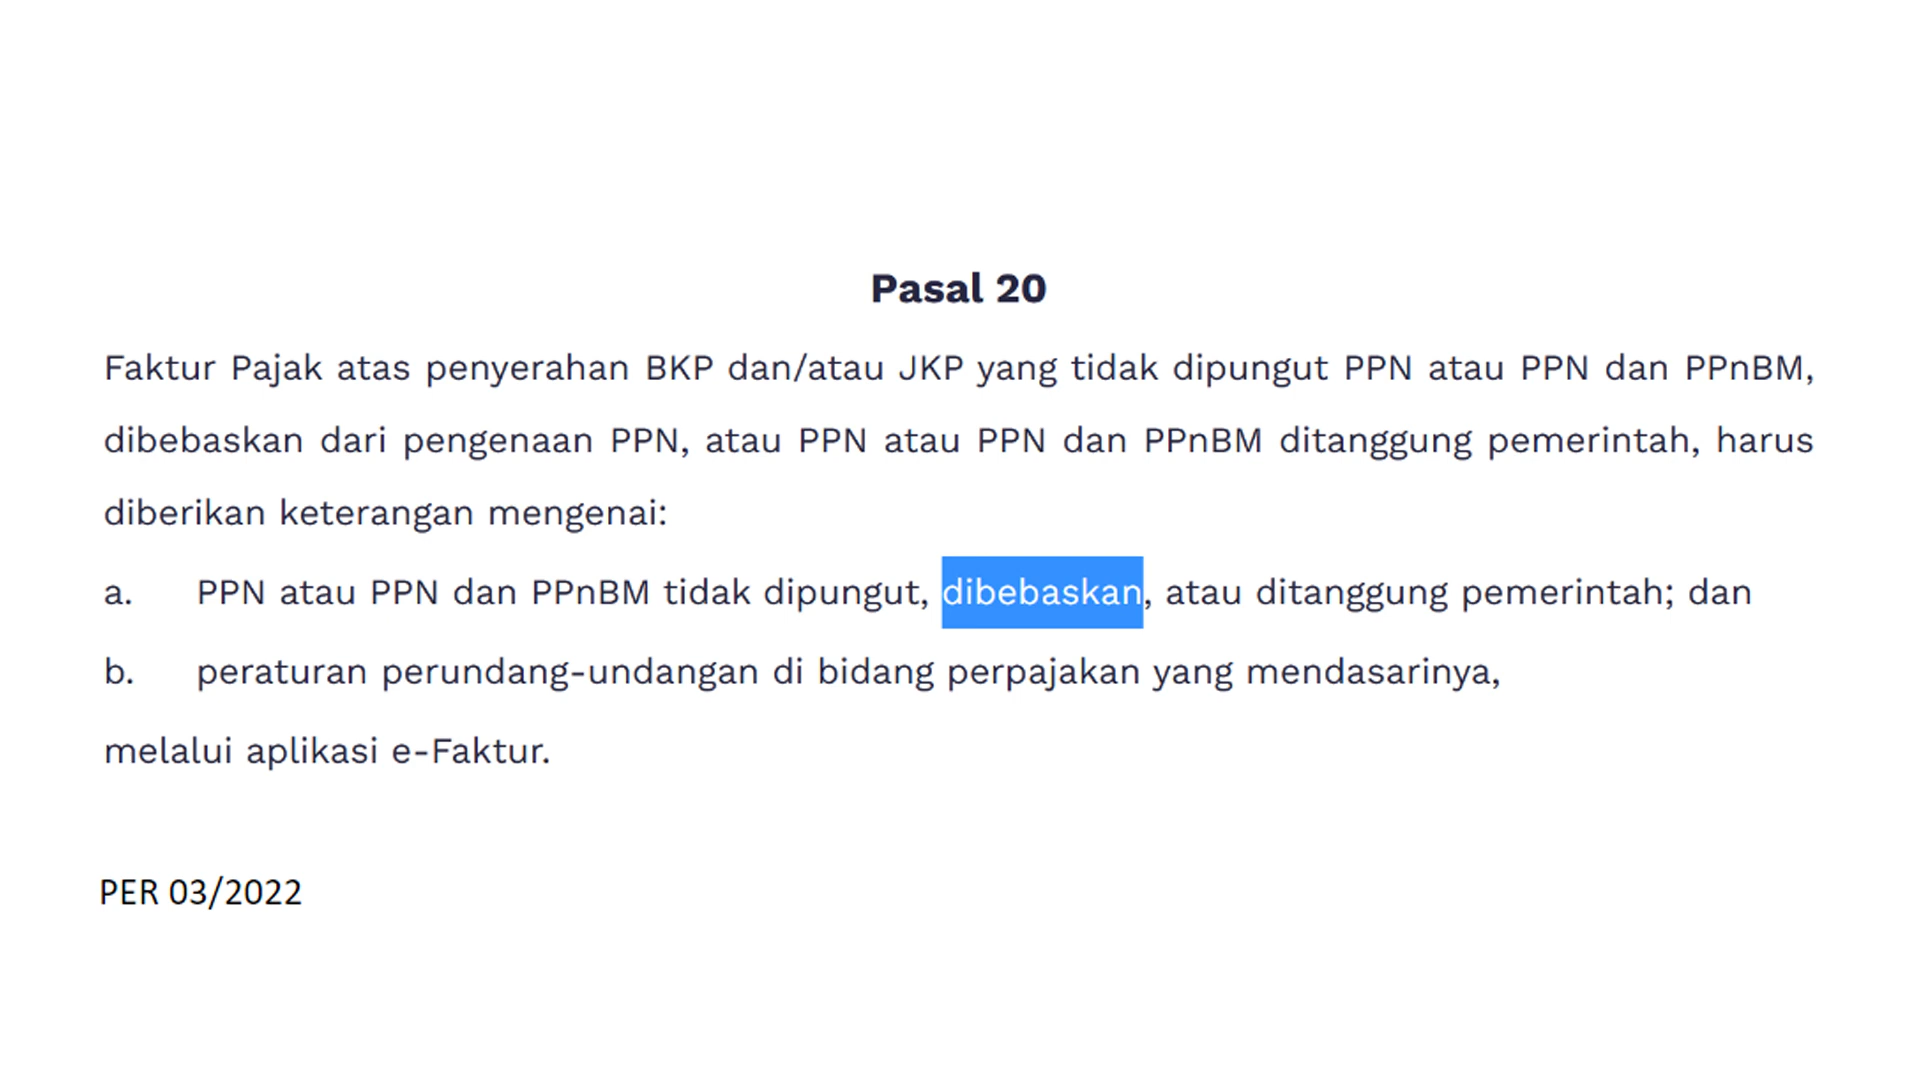 Pasal 20
Faktur Pajak atas penyerahan BKP dan/atau JKP yang tidak dipungut PPN atau PPN dan PPnBM,
dibebaskan dari pengenaan PPN, atau PPN atau PPN dan PPnBM ditanggung pemerintah, harus
diberikan keterangan mengenai:
a. PPN atau PPN dan PPnBM tidak dipungut, dibebaskan, atau ditanggung pemerintah; dan
b. peraturan perundang-undangan di bidang perpajakan yang mendasarinya,
melalui aplikasi e-Faktur.
PER 03/2022